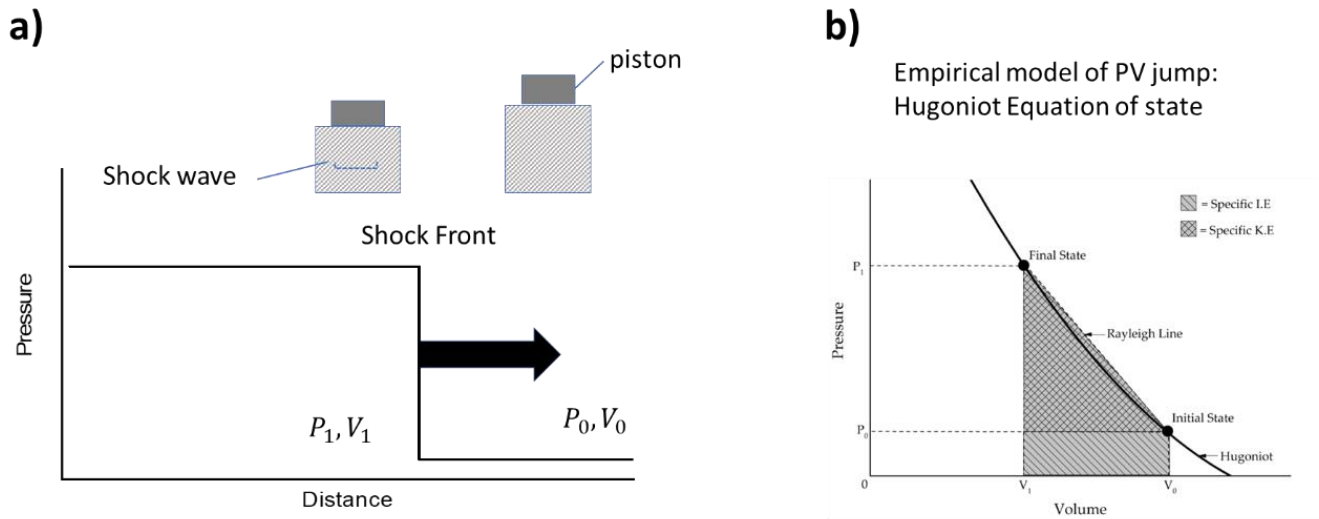 a)
piston
Shock wave
Shock Front
Pressure
P₁, V₁
P₀, V₀
Distance
b)
Empirical model of PV jump:
Hugoniot Equation of state
= Specific I.E
= Specific K.E
Final State
P₁
Rayleigh Line
Pressure
Initial State
P₀
Hugoniot
0
V₁
V₀
Volume